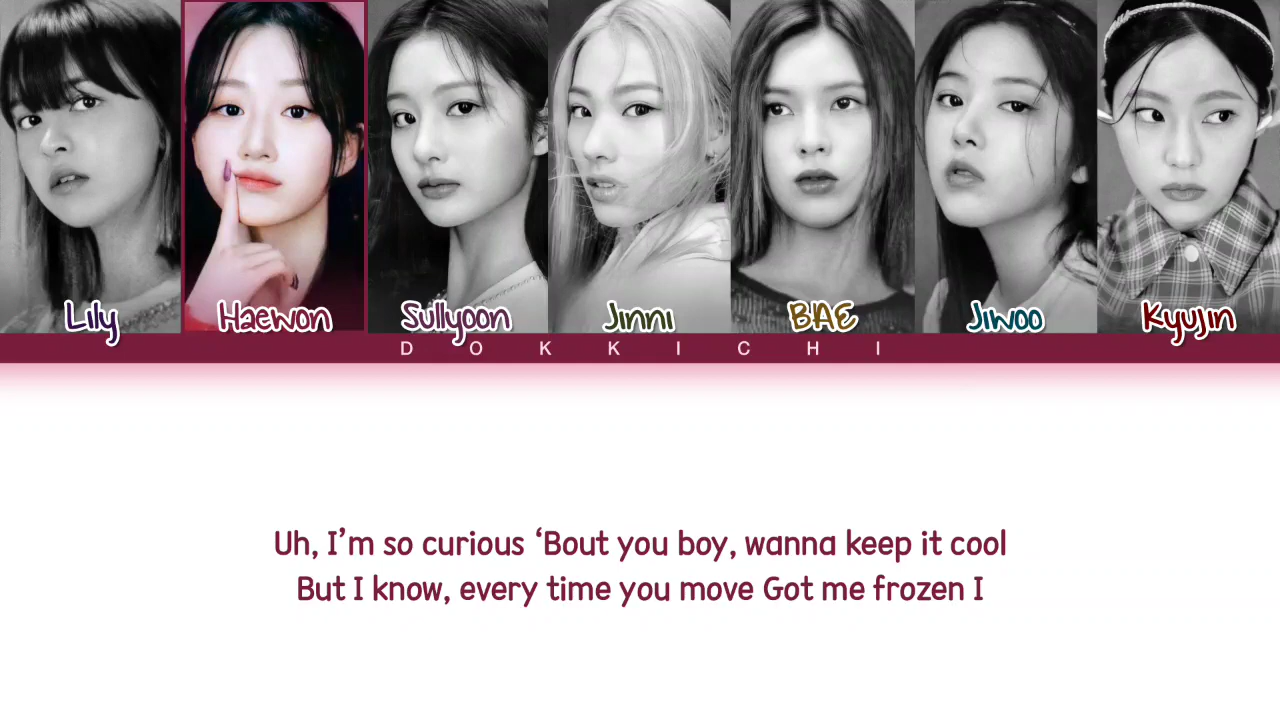 Lily Haewon Sullyoon Jinni BAE Jiwoo Kyujin
DOKKICHI
Uh, I’m so curious ‘Bout you boy, wanna keep it cool
But I know, every time you move Got me frozen I